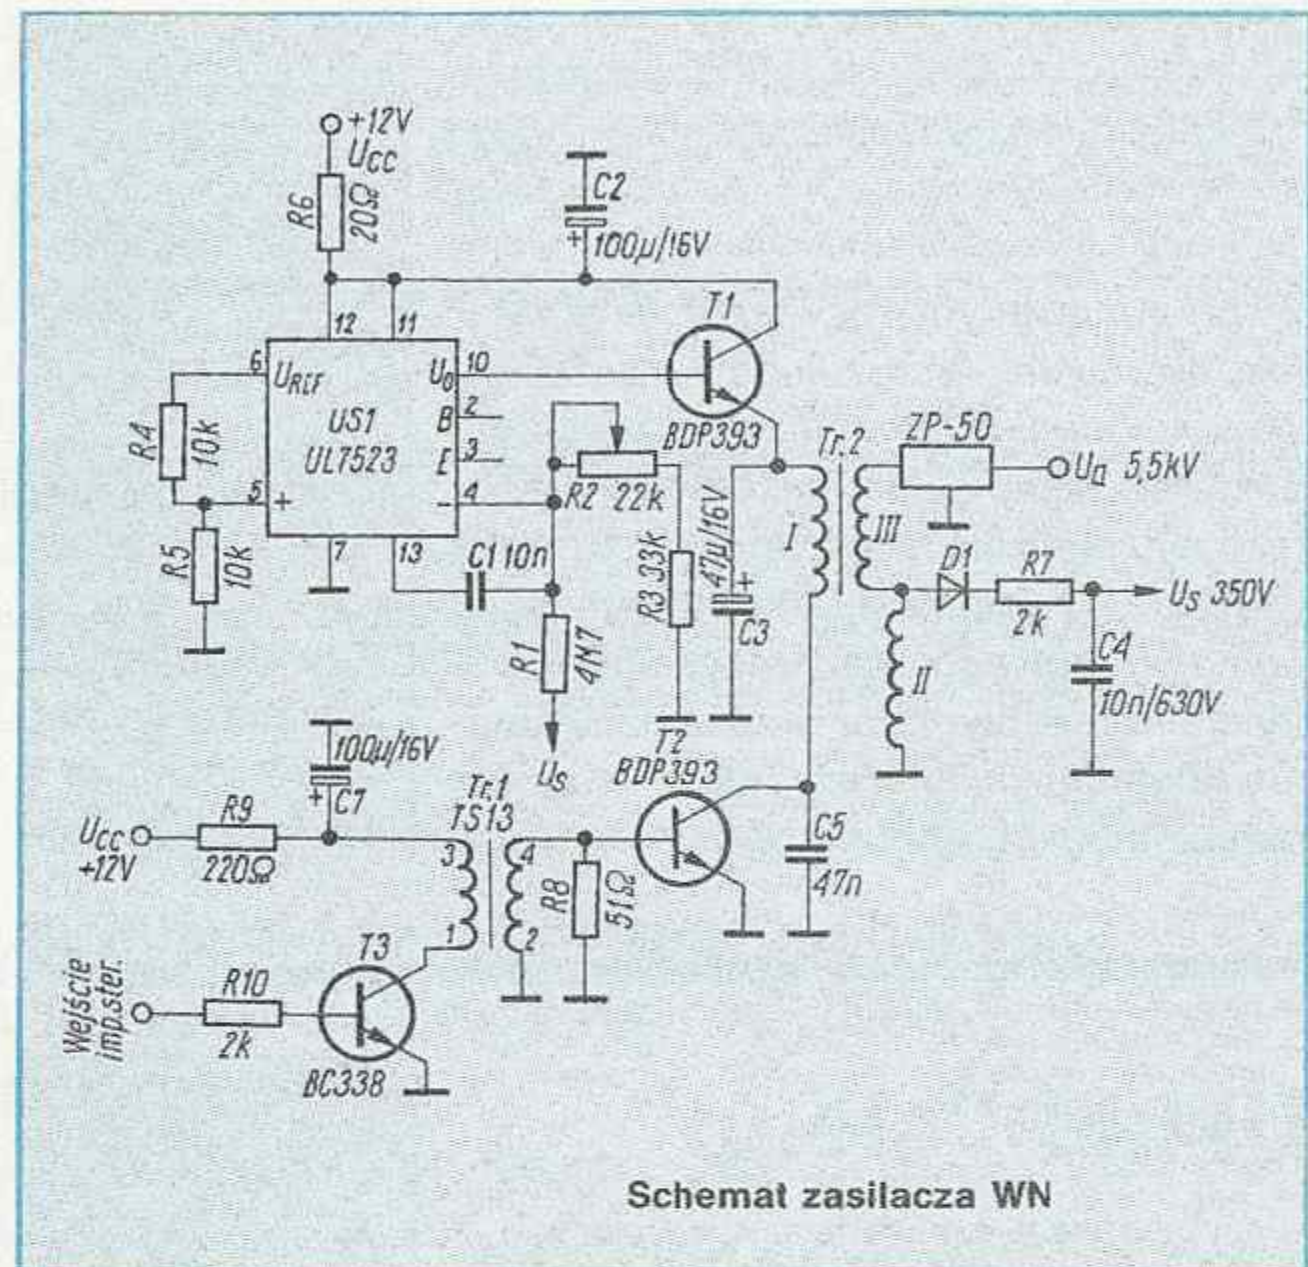 +12V
UCC
R6
20Ω
C2
+
100μ/16V
T1
12
11
6
UREF
U0
10
US1
UL7523
B
2
E
3
R4
10k
5
+
-
4
R5
10k
7
13
C1 10n
R2
22k
BDP393
Tr.2
ZP-50
Ua 5,5kV
I
III
47μ/16V
+
C3
R3 33k
D1
R7
2k
US 350V
C4
10n/630V
II
R1
4M7
US
100μ/16V
+
C7
Tr.1
TS13
T2
BDP393
UCC
+12V
R9
220Ω
3
4
1
2
R8
51Ω
C5
47n
T3
Wejście
imp.ster.
R10
2k
BC338
Schemat zasilacza WN